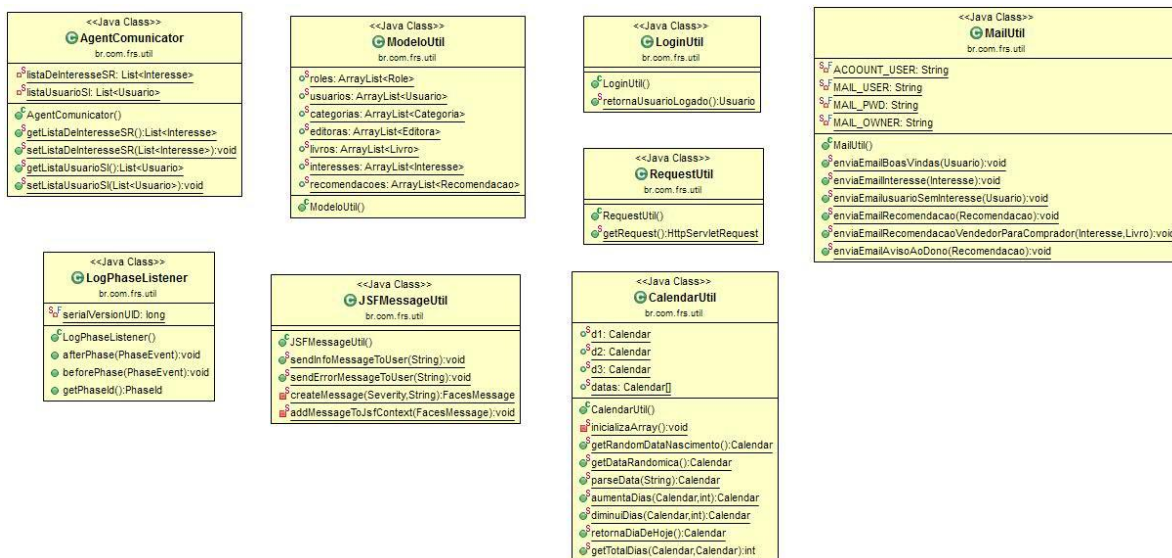 <<Java Class>>
AgentComunicator
br.com.frs.util
listaDeInteresseSR: List<Interesse>
listaUsuarioSI: List<Usuario>
AgentComunicator()
getListaDeInteresseSR():List<Interesse>
setListaDeInteresseSR(List<Interesse>):void
getListaUsuarioSI():List<Usuario>
setListaUsuarioSI(List<Usuario>):void
<<Java Class>>
ModeloUtil
br.com.frs.util
roles: ArrayList<Role>
usuarios: ArrayList<Usuario>
categorias: ArrayList<Categoria>
editoras: ArrayList<Editora>
livros: ArrayList<Livro>
interesses: ArrayList<Interesse>
recomendacoes: ArrayList<Recomendacao>
ModeloUtil()
<<Java Class>>
LoginUtil
br.com.frs.util
LoginUtil()
retornaUsuarioLogado():Usuario
<<Java Class>>
MailUtil
br.com.frs.util
ACOOUNT_USER: String
MAIL_USER: String
MAIL_PWD: String
MAIL_OWNER: String
MailUtil()
enviaEmailBoasVindas(Usuario):void
enviaEmailInteresse(Interesse):void
enviaEmailusuarioSemInteresse(Usuario):void
enviaEmailRecomendacao(Recomendacao):void
enviaEmailRecomendacaoVendedorParaComprador(Interesse,Livro):void
enviaEmailAvisoAoDono(Recomendacao):void
<<Java Class>>
RequestUtil
br.com.frs.util
RequestUtil()
getRequest():HttpServletRequest
<<Java Class>>
LogPhaseListener
br.com.frs.util
serialVersionUID: long
LogPhaseListener()
afterPhase(PhaseEvent):void
beforePhase(PhaseEvent):void
getPhaseId():PhaseId
<<Java Class>>
JSFMessageUtil
br.com.frs.util
JSFMessageUtil()
sendInfoMessageToUser(String):void
sendErrorMessageToUser(String):void
createMessage(Severity,String):FacesMessage
addMessageToJsfContext(FacesMessage):void
<<Java Class>>
CalendarUtil
br.com.frs.util
d1: Calendar
d2: Calendar
d3: Calendar
datas: Calendar[]
CalendarUtil()
inicializaArray():void
getRandomDataNascimento():Calendar
getDataRandomica():Calendar
parseData(String):Calendar
aumentaDias(Calendar,int):Calendar
diminuiDias(Calendar,int):Calendar
retornaDiaDeHoje():Calendar
getTotalDias(Calendar,Calendar):int